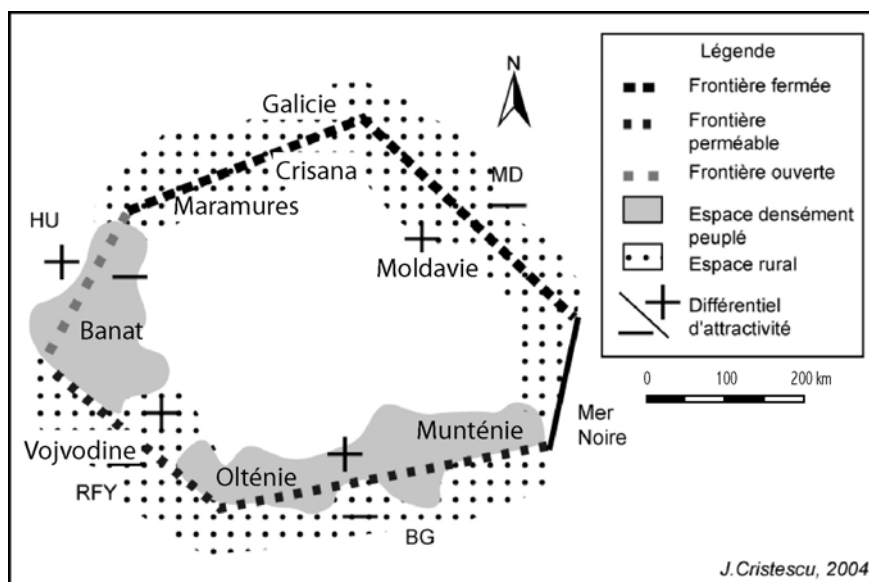 N
Galicie
Crisana
Maramures
MD
HU
Moldavie
Banat
Vojvodine
RFY
Olténie
Munténie
BG
Mer
Noire
Légende
Frontière fermée
Frontière
perméable
Frontière ouverte
Espace densément
peuplé
Espace rural
Différentiel
d'attractivité
0 100 200 km
J.Cristescu, 2004